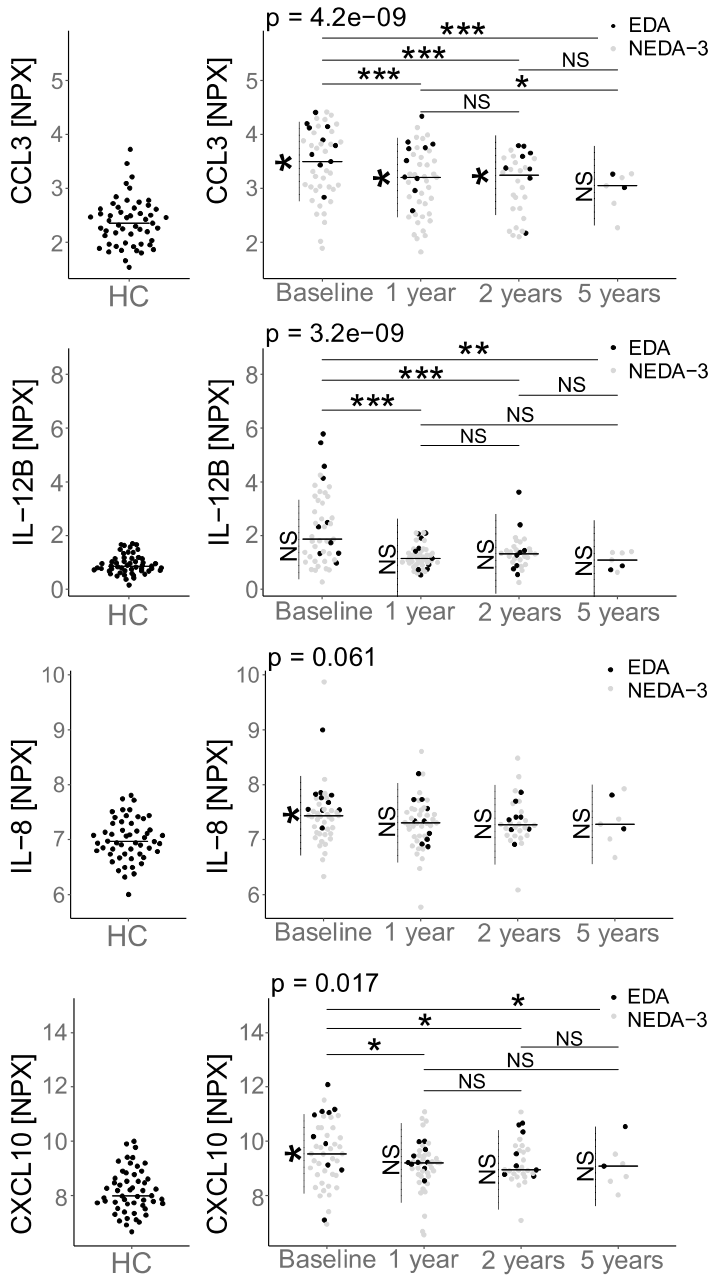 p = 4.2e−09
*** EDA
NEDA−3
*** NS
*** *
NS
CCL3 [NPX]
5
4
3
2
HC
CCL3 [NPX]
5
4
3
2
* * * NS
Baseline 1 year 2 years 5 years
p = 3.2e−09
** EDA
NEDA−3
*** NS
*** NS
NS
IL−12B [NPX]
8
6
4
2
0
HC
IL−12B [NPX]
8
6
4
2
0
NS NS NS NS
Baseline 1 year 2 years 5 years
p = 0.061
EDA
NEDA−3
IL−8 [NPX]
10
9
8
7
6
HC
IL−8 [NPX]
10
9
8
7
6
* NS NS NS
Baseline 1 year 2 years 5 years
p = 0.017
* EDA
NEDA−3
* NS
* NS
NS
CXCL10 [NPX]
14
12
10
8
HC
CXCL10 [NPX]
14
12
10
8
* NS NS NS
Baseline 1 year 2 years 5 years